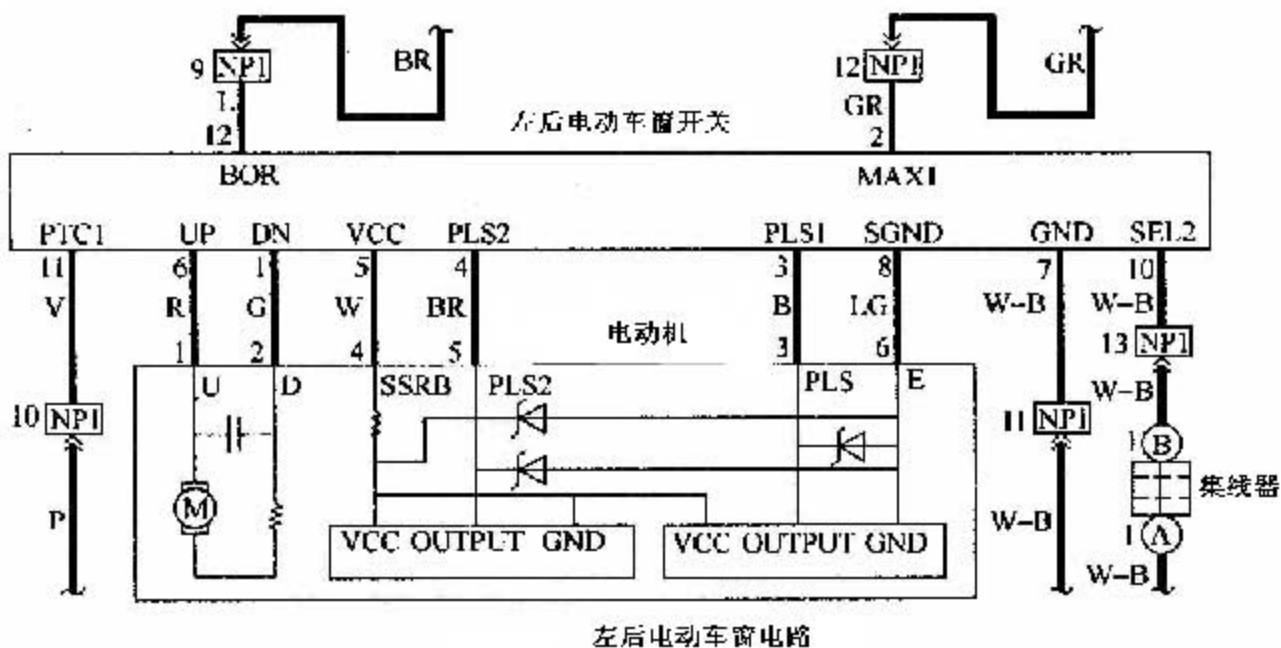 9 NP1 BR 12 NP1 GR
L GR
12 左后电动车窗开关 2
BOR MAX1
PTC1 UP DN VCC PLS2 PLS1 SGND GND SEL2
11 6 1 5 4 3 8 7 10
V R G W BR B LG W-B W-B
电动机 13 NP1
1 2 4 5 3 6 W-B
U D SSRB PLS2 PLS E
10 NP1 11 NP1
1 B
M 集线器
P W-B
VCC OUTPUT GND VCC OUTPUT GND 1 A
W-B
左后电动车窗电路